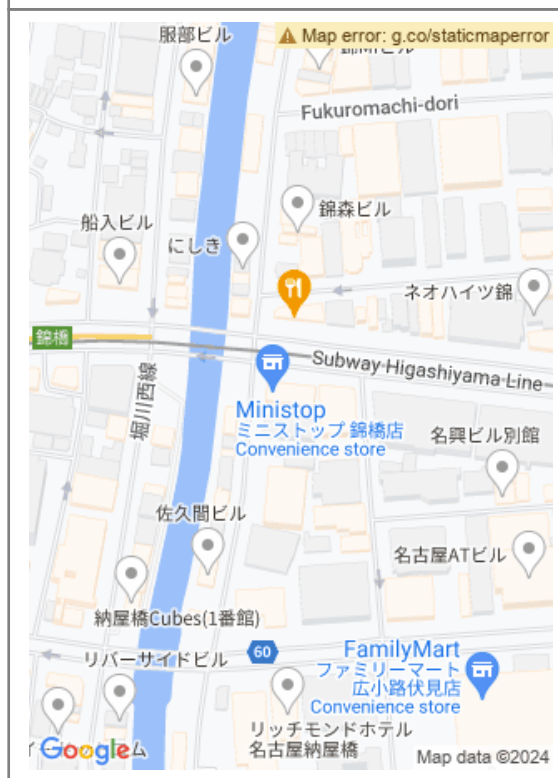 服部ビル
Map error: g.co/staticmaperror
Fukuromachi-dori
錦森ビル
船入ビル
にしき
ネオハイツ錦
錦橋
Subway Higashiyama Line
堀川西線
Ministop
ミニストップ 錦橋店
Convenience store
名興ビル別館
佐久間ビル
名古屋ATビル
納屋橋Cubes(1番館)
60
リバーサイドビル
FamilyMart
ファミリーマート
広小路伏見店
Convenience store
リッチモンドホテル
名古屋納屋橋
Google
Map data ©2024